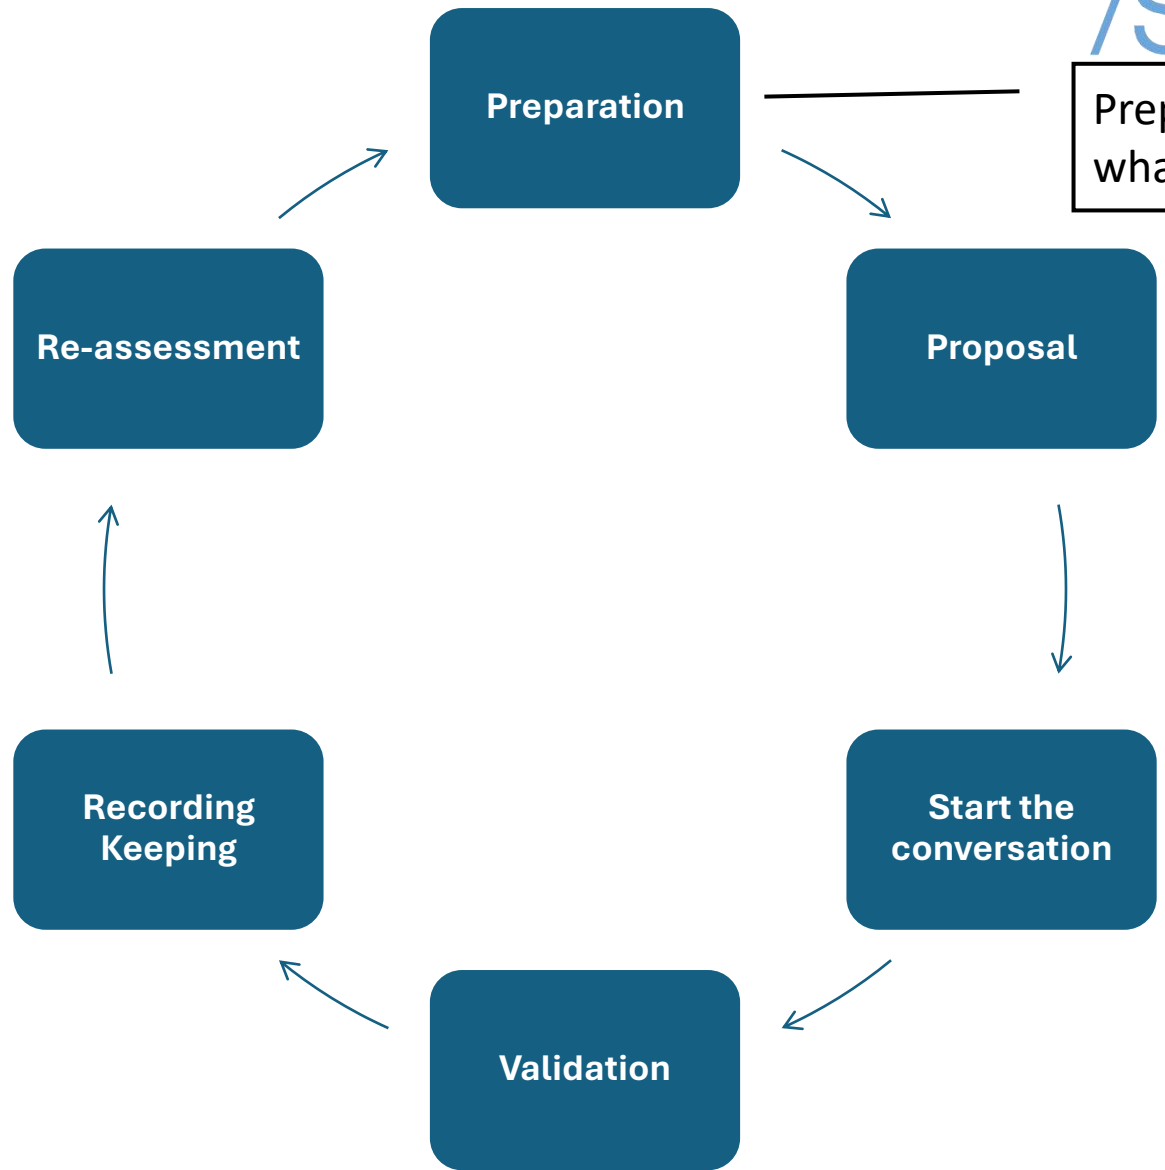 Preparation
Proposal
Start the
conversation
Validation
Recording
Keeping
Re-assessment